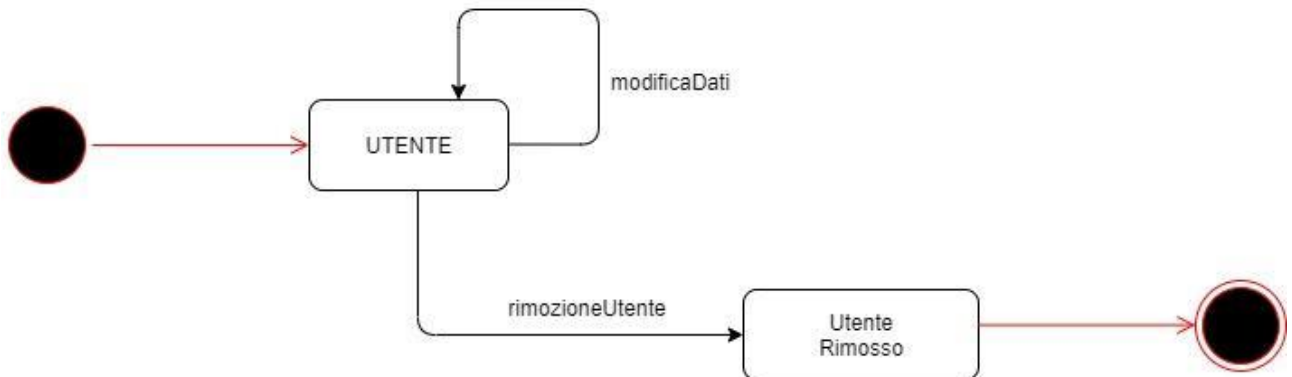 modificaDati
UTENTE
rimozioneUtente
Utente
Rimosso